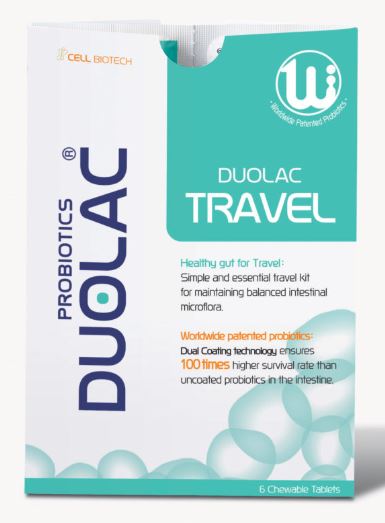 CELL BIOTECH
Worldwide Patented Probiotics
PROBIOTICS
DUOLAC®
DUOLAC
TRAVEL
Healthy gut for Travel:
Simple and essential travel kit
for maintaining balanced intestinal
microflora.
Worldwide patented probiotics:
Dual Coating technology ensures
100 times higher survival rate than
uncoated probiotics in the intestine.
6 Chewable Tablets